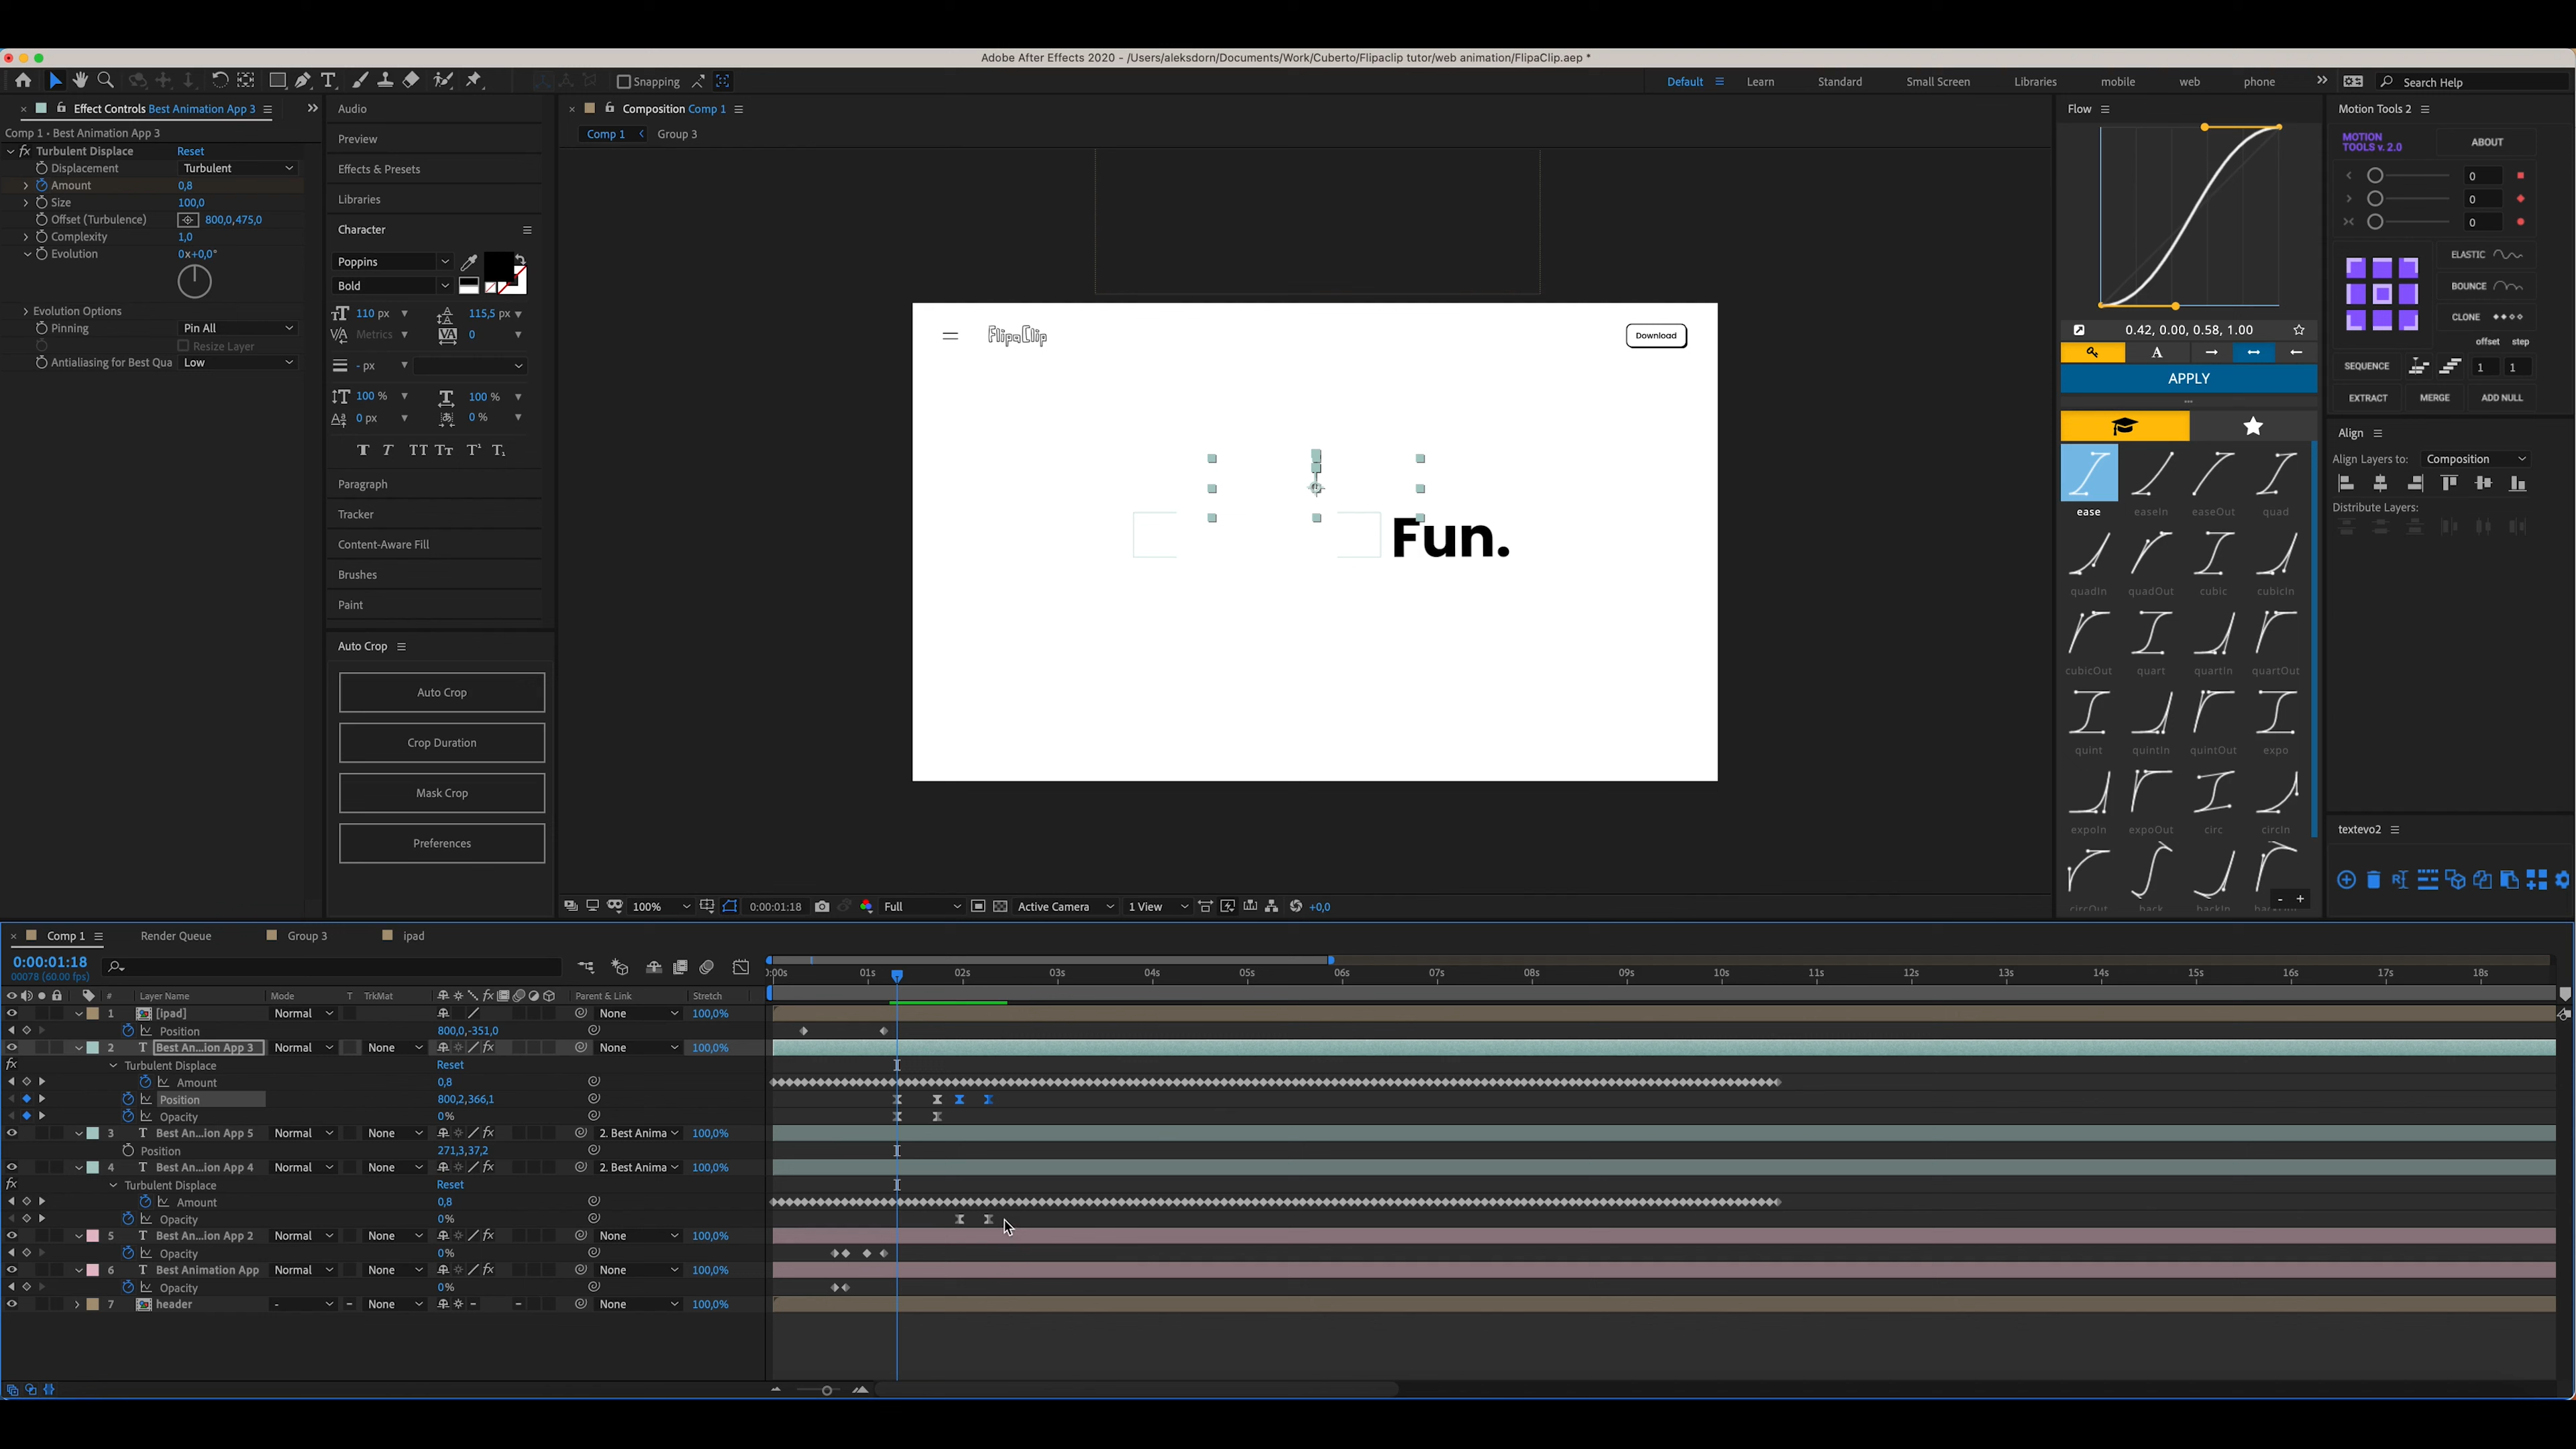 Adobe After Effects 2020 - /Users/aleksdorn/Documents/Work/Cuberto/Flipaclip tutor/web animation/FlipaClip.aep *
Snapping
Default
Learn
Standard
Small Screen
Libraries
mobile
web
phone
Search Help
Effect Controls Best Animation App 3
Comp 1 • Best Animation App 3
fx Turbulent Displace Reset
Displacement Turbulent
Amount 0,8
Size 100,0
Offset (Turbulence) 800,0,475,0
Complexity 1,0
Evolution 0x+0,0°
Evolution Options
Pinning Pin All
Resize Layer
Antialiasing for Best Qua Low
Audio
Preview
Effects & Presets
Libraries
Character
Poppins
Bold
110 px 115,5 px
Metrics 0
- px
100 % 100 %
0 px 0 %
Paragraph
Tracker
Content-Aware Fill
Brushes
Paint
Auto Crop
Auto Crop
Crop Duration
Mask Crop
Preferences
Composition Comp 1
Comp 1 Group 3
FlipaClip
Download
Fun.
100% 0:00:01:18 Full Active Camera 1 View +0,0
Flow
0.42, 0.00, 0.58, 1.00
APPLY
ease easeIn easeOut quad
quadIn quadOut cubic cubicIn
cubicOut quart quartIn quartOut
quint quintIn quintOut expo
expoIn expoOut circ circIn
circOut back backIn
- +
Motion Tools 2
MOTION
TOOLS v. 2.0
ABOUT
0
0
0
ELASTIC
BOUNCE
CLONE
offset step
SEQUENCE 1 1
EXTRACT MERGE ADD NULL
Align
Align Layers to: Composition
Distribute Layers:
textevo2
Comp 1 Render Queue Group 3 ipad
0:00:01:18
00078 (60.00 fps)
:00s 01s 02s 03s 04s 05s 06s 07s 08s 09s 10s 11s 12s 13s 14s 15s 16s 17s 18s
# Layer Name Mode T TrkMat Parent & Link Stretch
1 [ipad] Normal None 100,0%
Position 800,0,-351,0
2 T Best An...ion App 3 Normal None None 100,0%
Turbulent Displace Reset
Amount 0,8
Position 800,2,366,1
Opacity 0%
3 T Best An...ion App 5 Normal None 2. Best Anima 100,0%
Position 271,3,37,2
4 T Best An...ion App 4 Normal None 2. Best Anima 100,0%
Turbulent Displace Reset
Amount 0,8
Opacity 0%
5 T Best An...ion App 2 Normal None None 100,0%
Opacity 0%
6 T Best Animation App Normal None None 100,0%
Opacity 0%
7 header - None None 100,0%